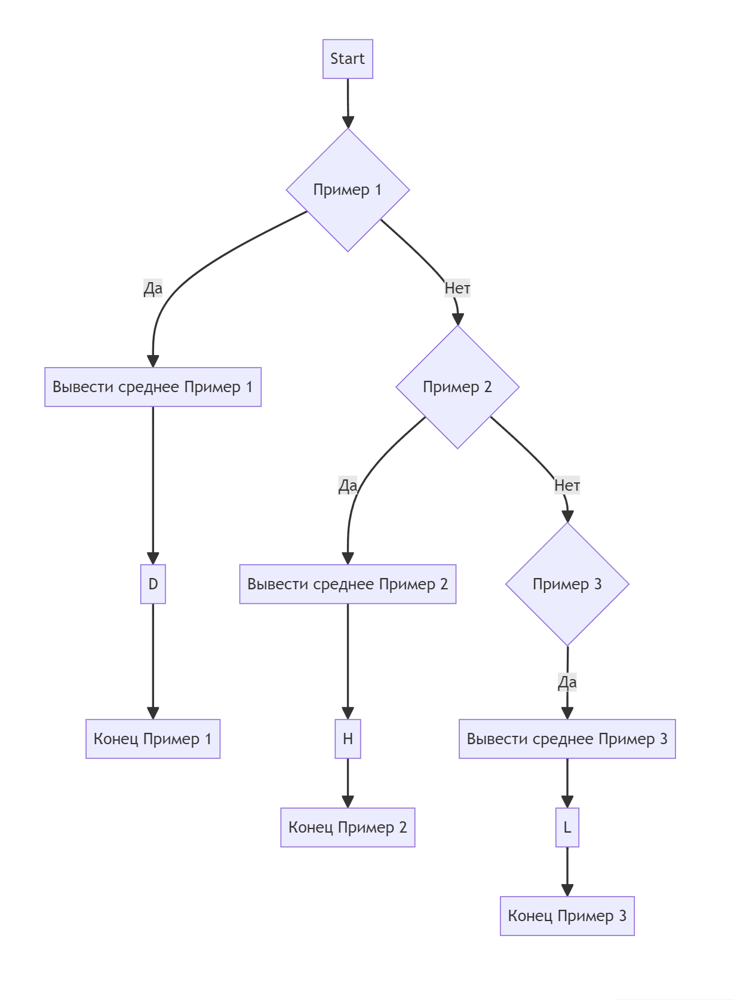 Start
Пример 1
Да
Нет
Вывести среднее Пример 1
Пример 2
Да
Нет
D
Вывести среднее Пример 2
Пример 3
Да
Конец Пример 1
H
Вывести среднее Пример 3
Конец Пример 2
L
Конец Пример 3